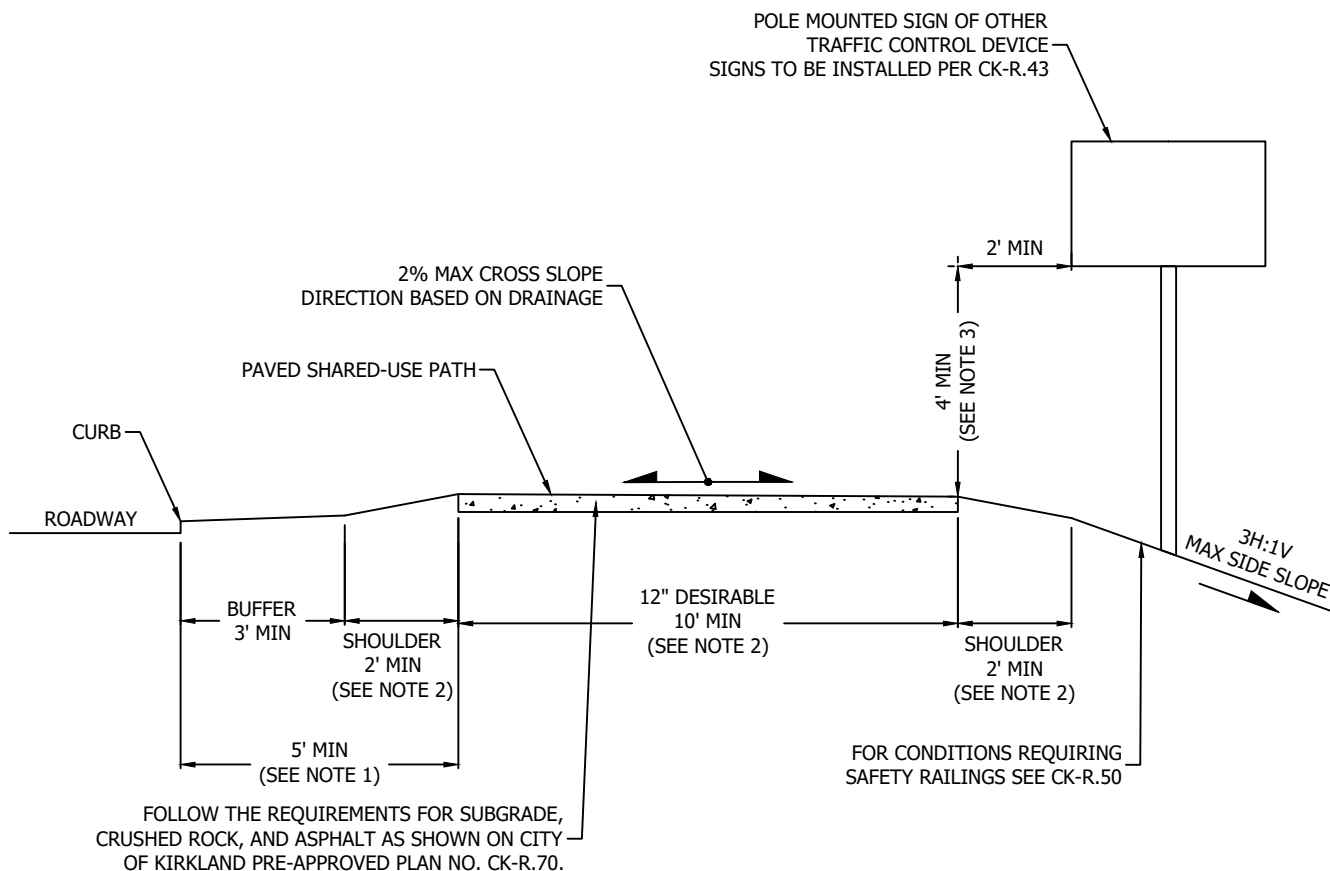 POLE MOUNTED SIGN OF OTHER
TRAFFIC CONTROL DEVICE
SIGNS TO BE INSTALLED PER CK-R.43
2' MIN
2% MAX CROSS SLOPE
DIRECTION BASED ON DRAINAGE
4' MIN
(SEE NOTE 3)
PAVED SHARED-USE PATH
CURB
ROADWAY
3H:1V
MAX SIDE SLOPE
BUFFER
3' MIN
SHOULDER
2' MIN
(SEE NOTE 2)
12" DESIRABLE
10' MIN
(SEE NOTE 2)
SHOULDER
2' MIN
(SEE NOTE 2)
5' MIN
(SEE NOTE 1)
FOR CONDITIONS REQUIRING
SAFETY RAILINGS SEE CK-R.50
FOLLOW THE REQUIREMENTS FOR SUBGRADE,
CRUSHED ROCK, AND ASPHALT AS SHOWN ON CITY
OF KIRKLAND PRE-APPROVED PLAN NO. CK-R.70.